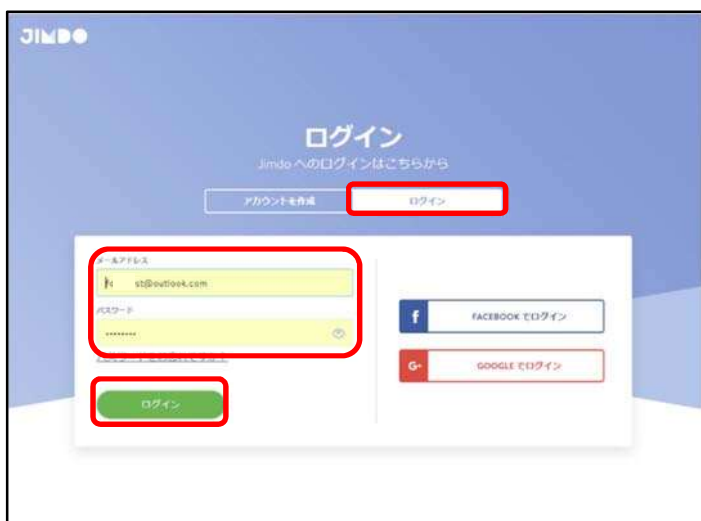 JIMDO
ログイン
Jimdo へのログインはこちらから
アカウントを作成
ログイン
メールアドレス
st@outlook.com
パスワード
••••••••
ログイン
f
FACEBOOK でログイン
G+
GOOGLE でログイン